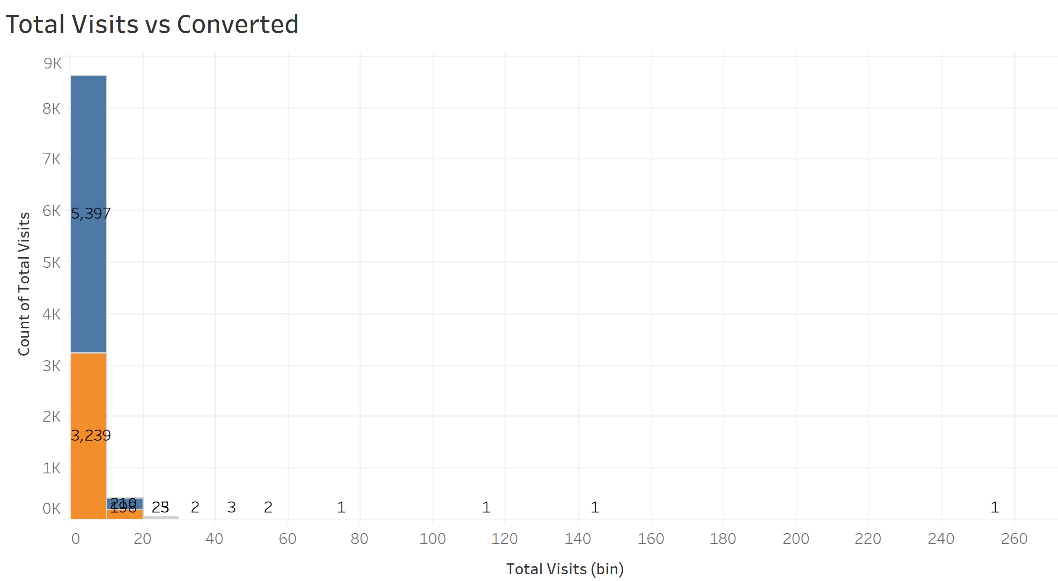 Total Visits vs Converted
9K
8K
7K
6K
5K
4K
3K
2K
1K
0K
Count of Total Visits
5,397
3,239
2
3
2
1
1
1
1
0 20 40 60 80 100 120 140 160 180 200 220 240 260
Total Visits (bin)